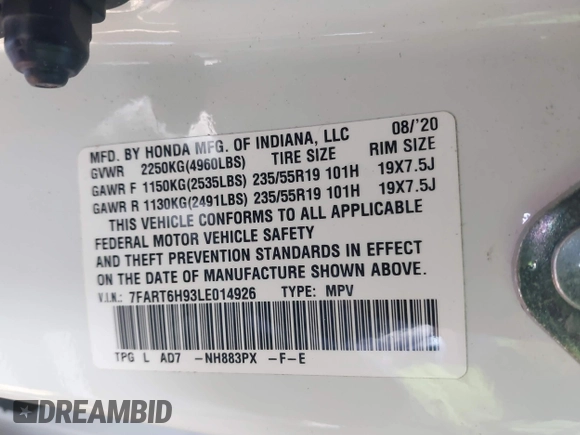 MFD. BY HONDA MFG. OF INDIANA, LLC 08/'20
GVWR 2250KG(4960LBS) TIRE SIZE RIM SIZE
GAWR F 1150KG(2535LBS) 235/55R19 101H 19X7.5J
GAWR R 1130KG(2491LBS) 235/55R19 101H 19X7.5J
THIS VEHICLE CONFORMS TO ALL APPLICABLE
FEDERAL MOTOR VEHICLE SAFETY
AND THEFT PREVENTION STANDARDS IN EFFECT
ON THE DATE OF MANUFACTURE SHOWN ABOVE.
V.I.N.: 7FART6H93LE014926 TYPE: MPV
TPG L AD7 -NH883PX -F-E
DREAMBID